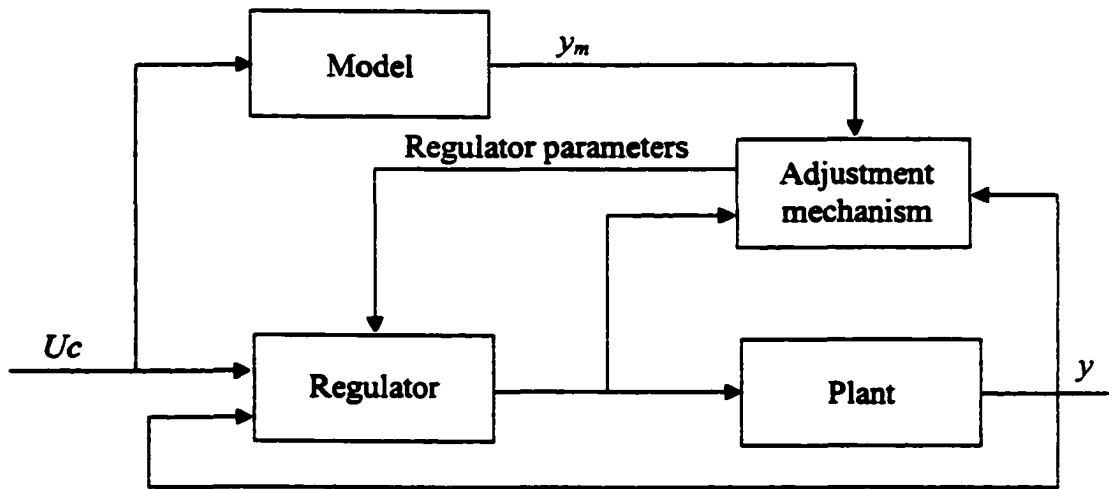 Model
y_m
Regulator parameters
Adjustment
mechanism
Uc
Regulator
Plant
y